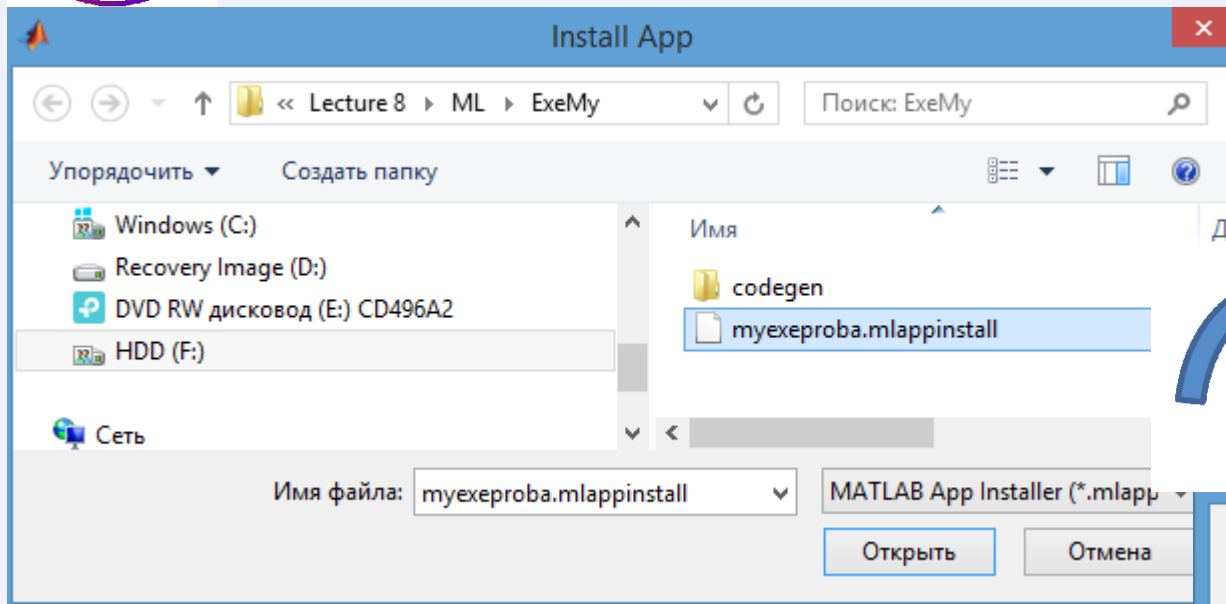 Install App
« Lecture 8 ML ExeMy
Поиск: ExeMy
Упорядочить Создать папку
Windows (C:)
Recovery Image (D:)
DVD RW дисковод (E:) CD496A2
HDD (F:)
Сеть
Имя
Д
codegen
myexeproba.mlappinstall
Имя файла: myexeproba.mlappinstall
MATLAB App Installer (*.mlapp
Открыть Отмена